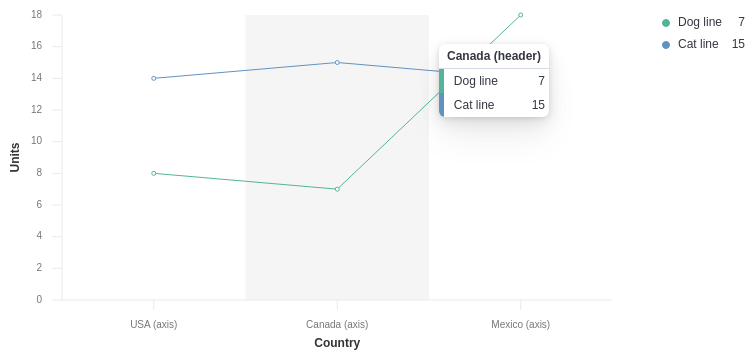 18
16
14
12
10
8
6
4
2
0
Units
USA (axis)
Canada (axis)
Mexico (axis)
Country
Canada (header)
Dog line 7
Cat line 15
Dog line 7
Cat line 15